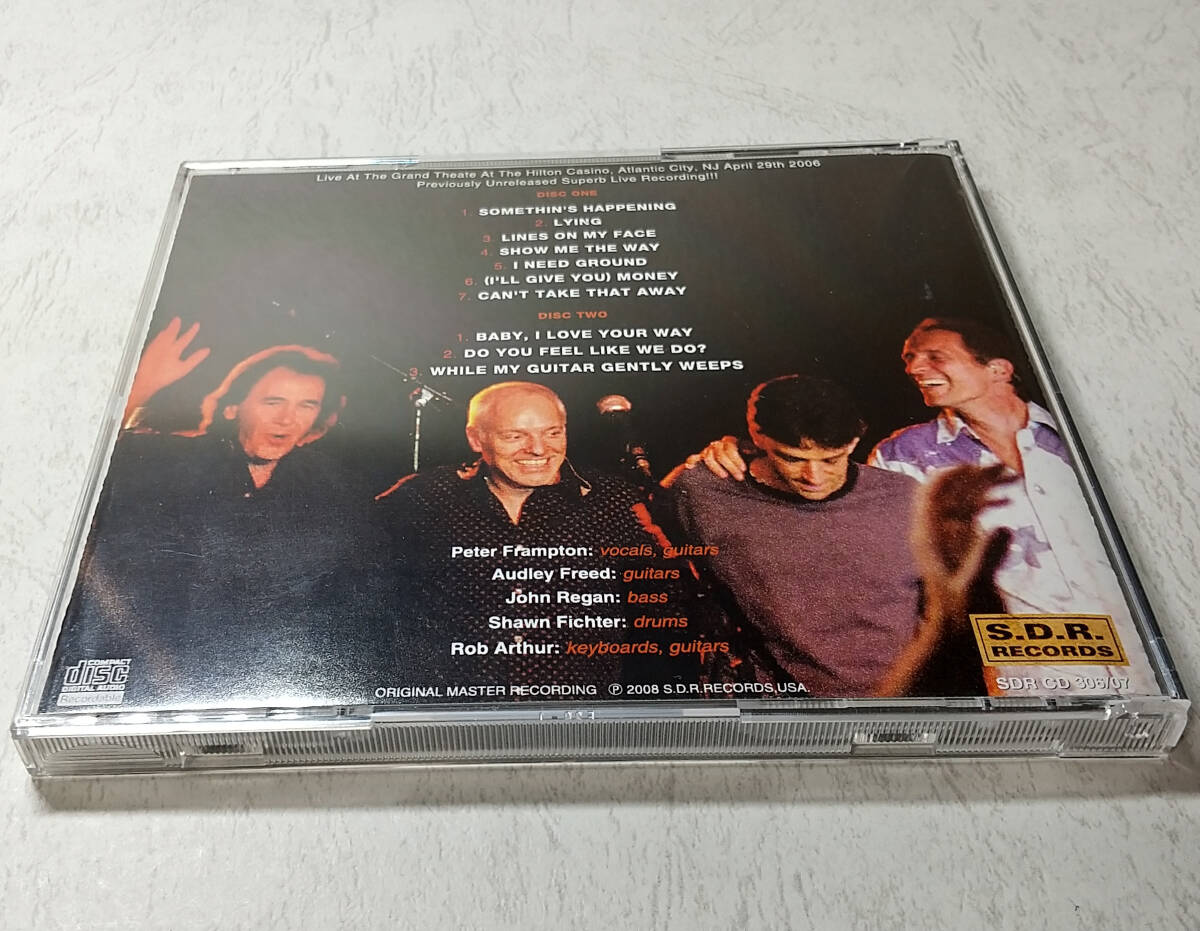 Live At The Grand Theate At The Hilton Casino, Atlantic City, NJ April 29th 2006
Previously Unreleased Superb Live Recording!!!
DISC ONE
1. SOMETHIN'S HAPPENING
2. LYING
3. LINES ON MY FACE
4. SHOW ME THE WAY
5. I NEED GROUND
6. (I'LL GIVE YOU) MONEY
7. CAN'T TAKE THAT AWAY
DISC TWO
1. BABY, I LOVE YOUR WAY
2. DO YOU FEEL LIKE WE DO?
3. WHILE MY GUITAR GENTLY WEEPS
Peter Frampton: vocals, guitars
Audley Freed: guitars
John Regan: bass
Shawn Fichter: drums
Rob Arthur: keyboards, guitars
S.D.R.
RECORDS
SDR CD 306/07
COMPACT
disc
DIGITAL AUDIO
Recordable
ORIGINAL MASTER RECORDING ℗ 2008 S.D.R.RECORDS,USA.